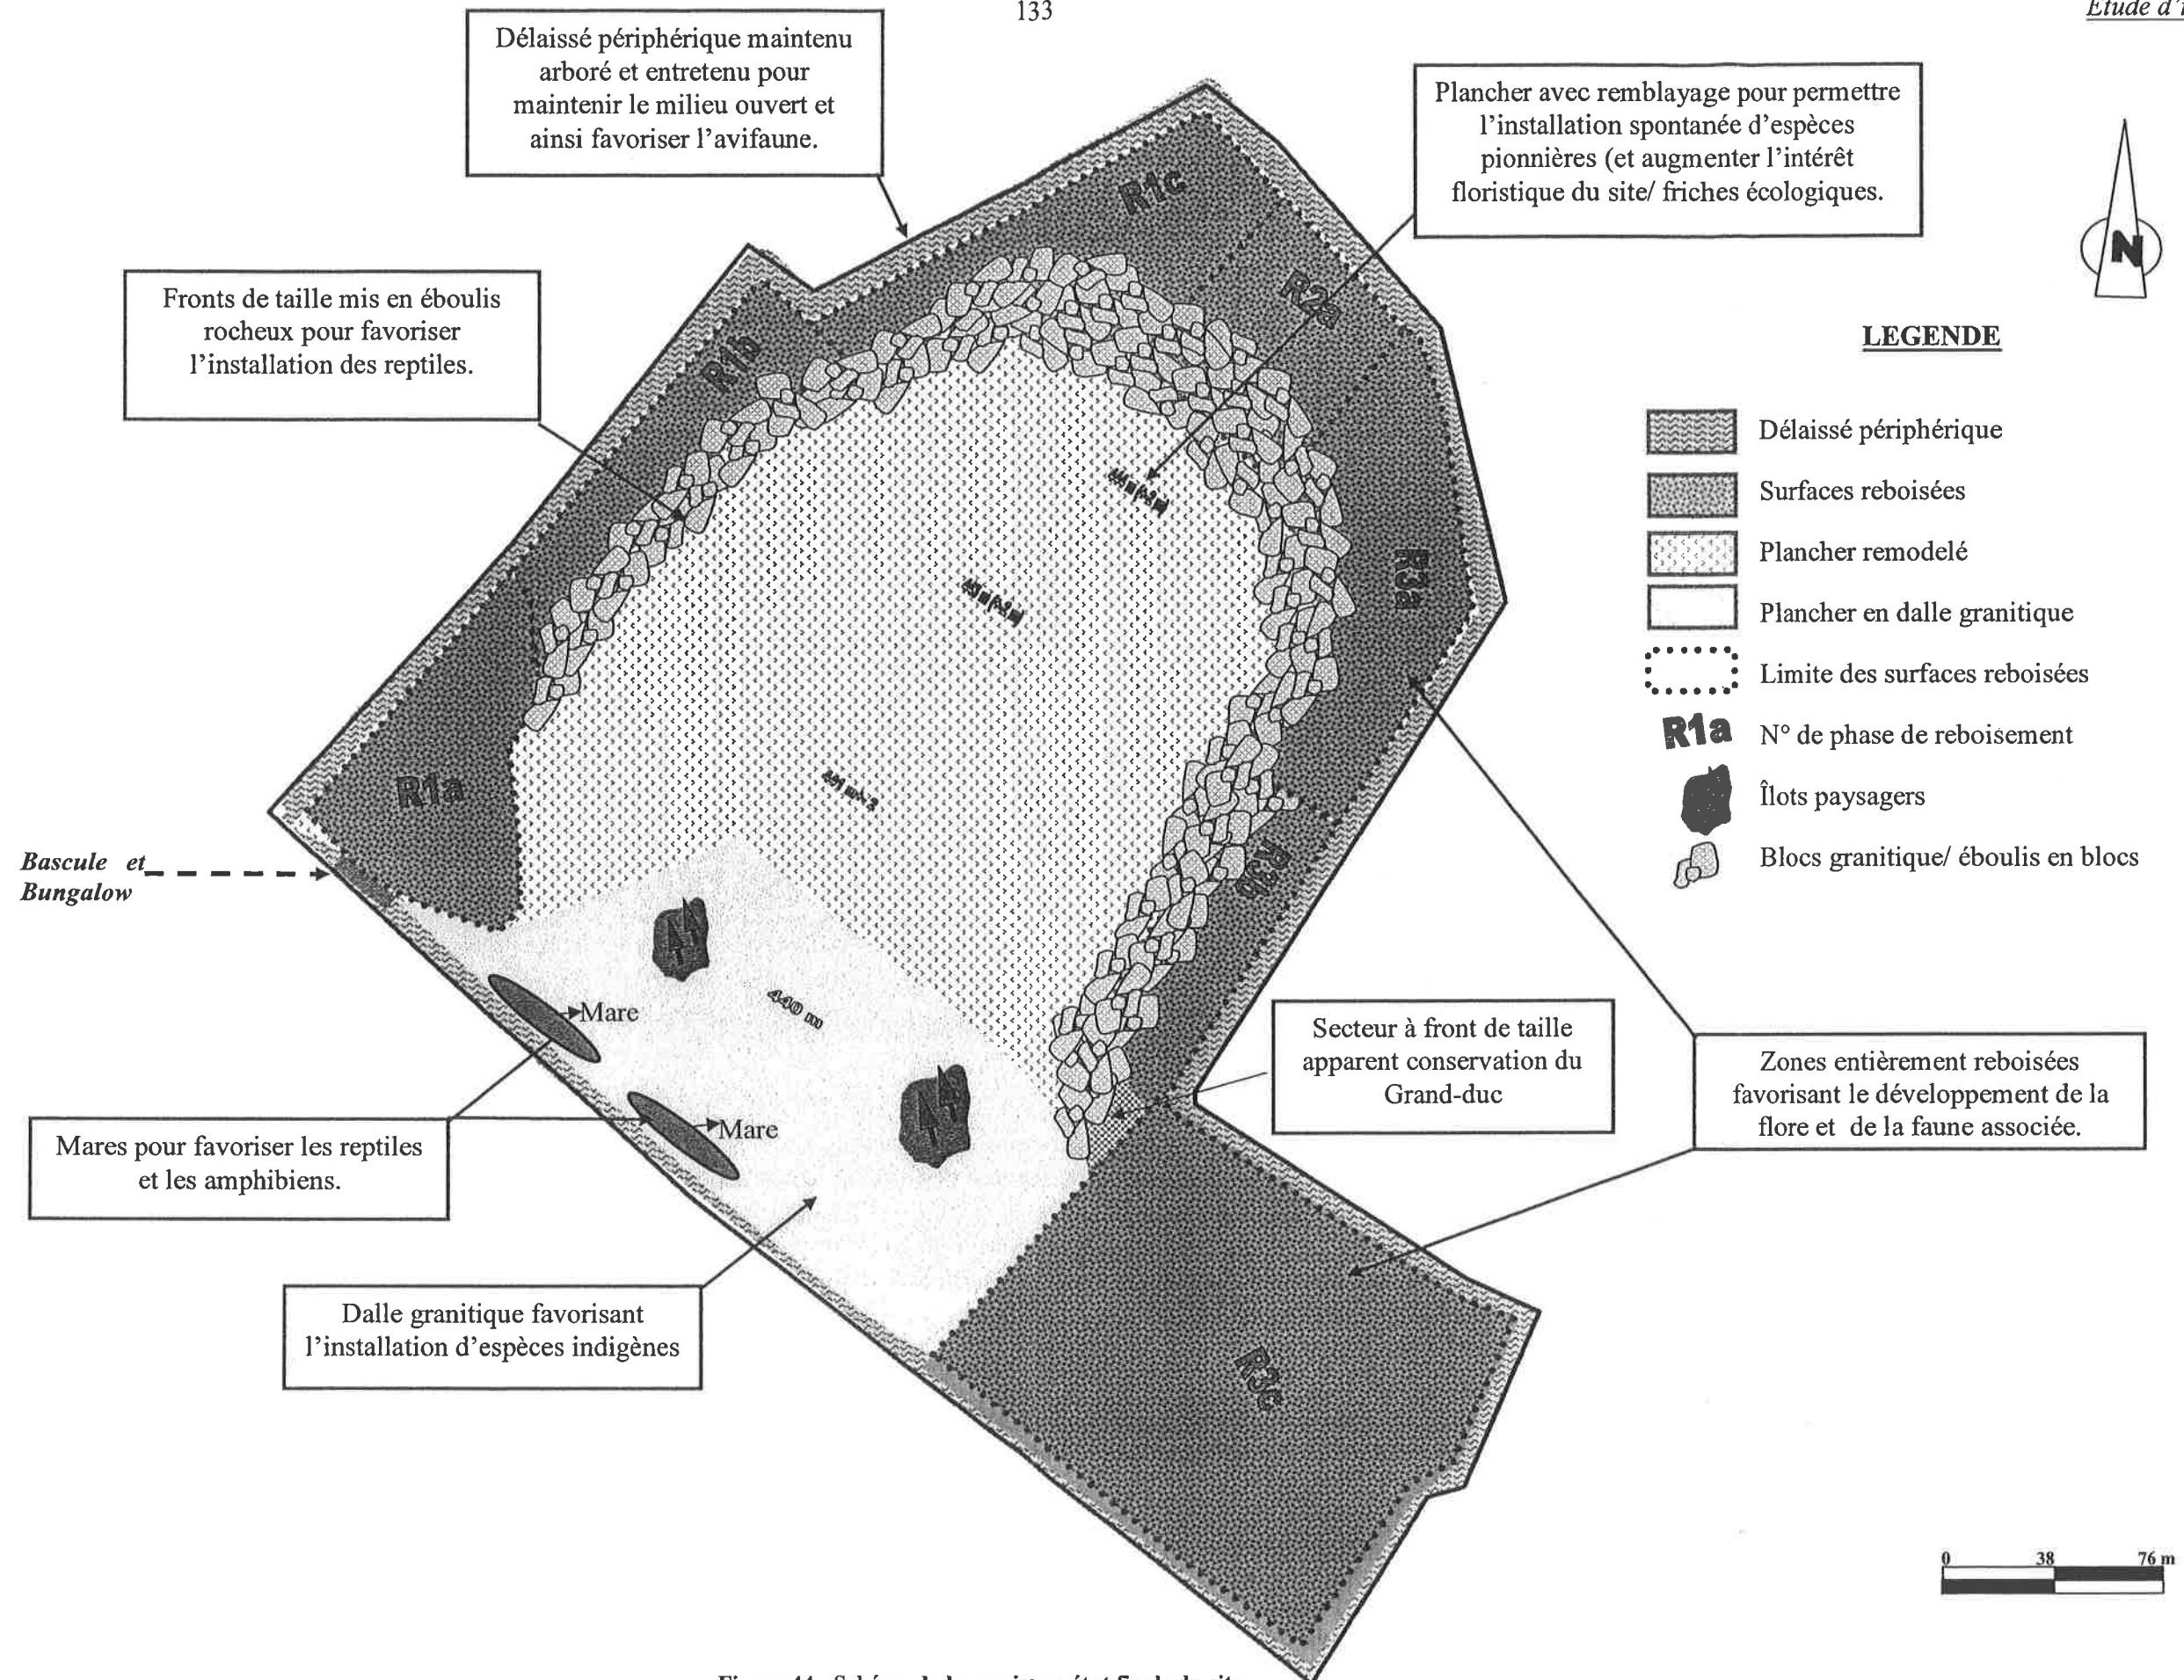 133
Etude d'i
Délaissé périphérique maintenu
arboré et entretenu pour
maintenir le milieu ouvert et
ainsi favoriser l'avifaune.
Plancher avec remblayage pour permettre
l'installation spontanée d'espèces
pionnières (et augmenter l'intérêt
floristique du site/ friches écologiques.
N
Fronts de taille mis en éboulis
rocheux pour favoriser
l'installation des reptiles.
LEGENDE
Délaissé périphérique
Surfaces reboisées
Plancher remodelé
Plancher en dalle granitique
Limite des surfaces reboisées
R1a N° de phase de reboisement
Îlots paysagers
Blocs granitique/ éboulis en blocs
R1c
R2a
R1b
R3a
R1a
R3b
Bascule et
Bungalow
440 m
Mare
Mare
Secteur à front de taille
apparent conservation du
Grand-duc
Zones entièrement reboisées
favorisant le développement de la
flore et de la faune associée.
Mares pour favoriser les reptiles
et les amphibiens.
Dalle granitique favorisant
l'installation d'espèces indigènes
R3c
0 38 76 m